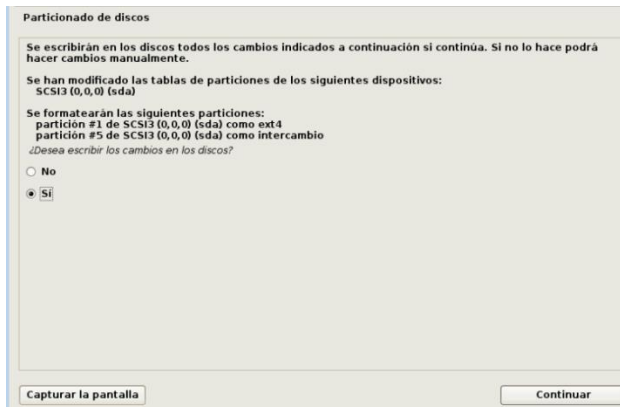 Particionado de discos
Se escribirán en los discos todos los cambios indicados a continuación si continúa. Si no lo hace podrá
hacer cambios manualmente.
Se han modificado las tablas de particiones de los siguientes dispositivos:
SCSI3 (0,0,0) (sda)
Se formatearán las siguientes particiones:
partición #1 de SCSI3 (0,0,0) (sda) como ext4
partición #5 de SCSI3 (0,0,0) (sda) como intercambio
¿Desea escribir los cambios en los discos?
No
Sí
Capturar la pantalla
Continuar